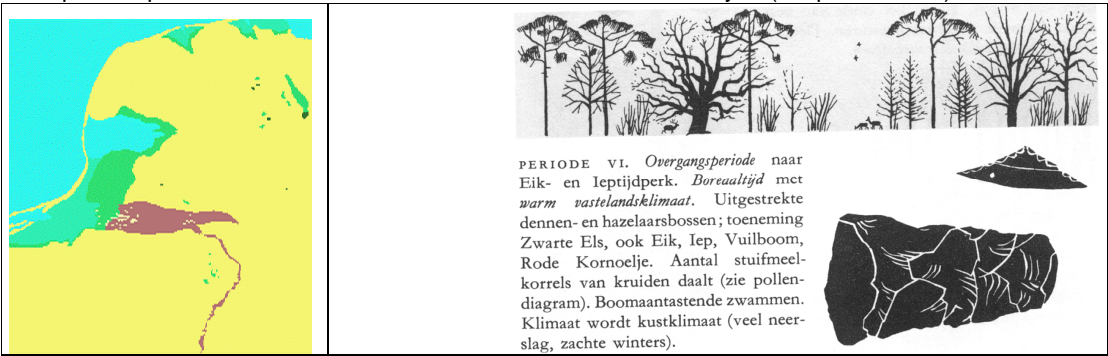 PERIODE VI. Overgangsperiode naar
Eik- en Ieptijdperk. Boreaaltijd met
warm vastelandsklimaat. Uitgestrekte
dennen- en hazelaarsbossen; toeneming
Zwarte Els, ook Eik, Iep, Vuilboom,
Rode Kornoelje. Aantal stuifmeel-
korrels van kruiden daalt (zie pollen-
diagram). Boomaantastende zwammen.
Klimaat wordt kustklimaat (veel neer-
slag, zachte winters).